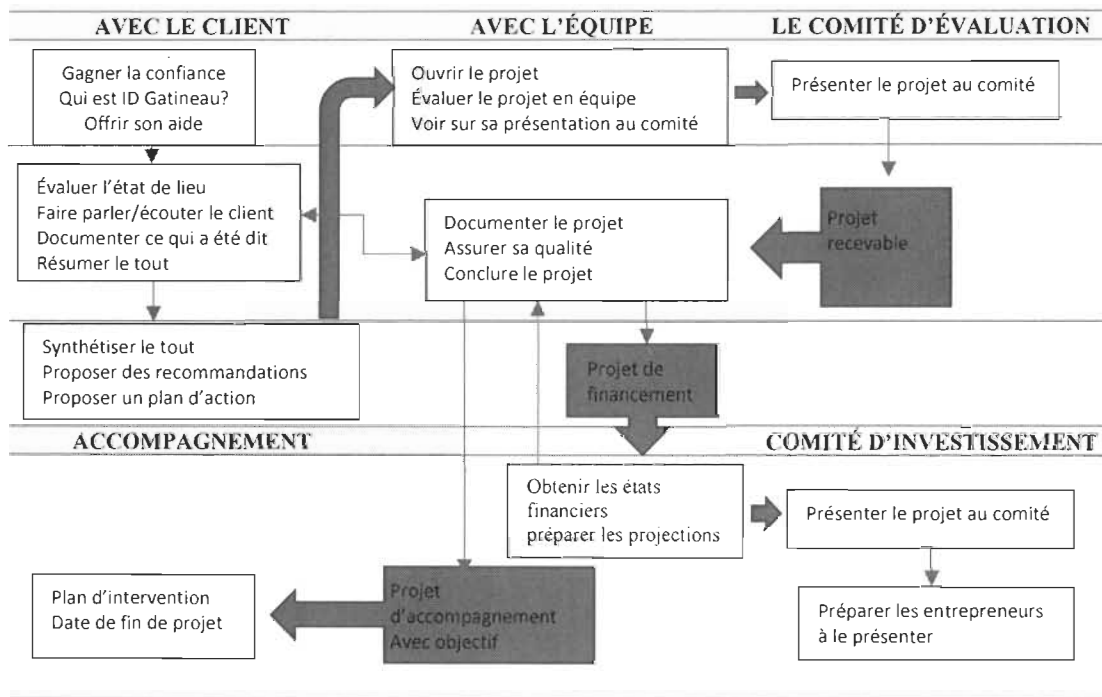 AVEC LE CLIENT
AVEC L'ÉQUIPE
LE COMITÉ D'ÉVALUATION
Gagner la confiance
Qui est ID Gatineau?
Offrir son aide
Ouvrir le projet
Évaluer le projet en équipe
Voir sur sa présentation au comité
Présenter le projet au comité
Évaluer l'état de lieu
Faire parler/écouter le client
Documenter ce qui a été dit
Résumer le tout
Documenter le projet
Assurer sa qualité
Conclure le projet
Projet
recevable
Synthétiser le tout
Proposer des recommandations
Proposer un plan d'action
Projet de
financement
ACCOMPAGNEMENT
COMITÉ D'INVESTISSEMENT
Obtenir les états
financiers
préparer les projections
Présenter le projet au comité
Plan d'intervention
Date de fin de projet
Projet
d'accompagnement
Avec objectif
Préparer les entrepreneurs
à le présenter